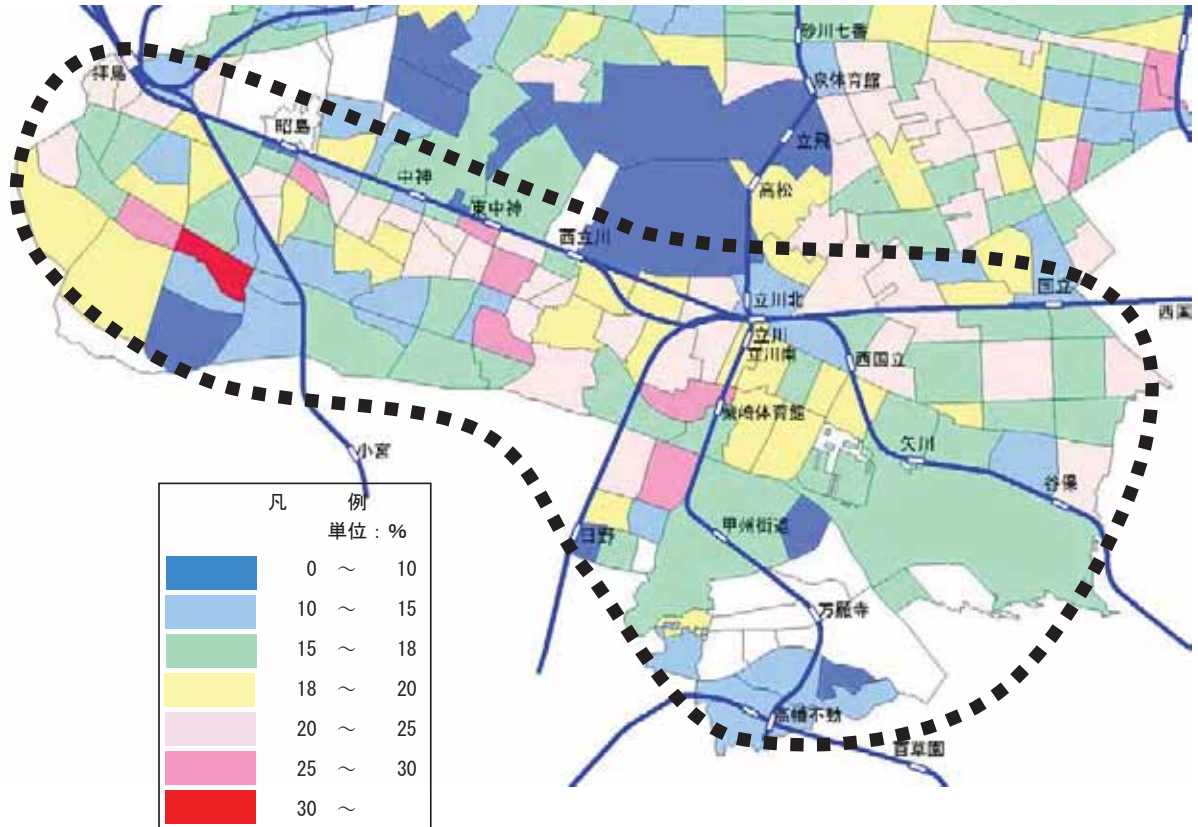 砂川七番
泉体育館
拝島
立飛
昭島
高松
中神
東中神
西立川
立川北
国立
西国
立川
立川南
西国立
柴崎体育館
矢川
小宮
谷保
甲州街道
日野
万願寺
高幡不動
百草園
凡 例
単位:%
0 ~ 10
10 ~ 15
15 ~ 18
18 ~ 20
20 ~ 25
25 ~ 30
30 ~